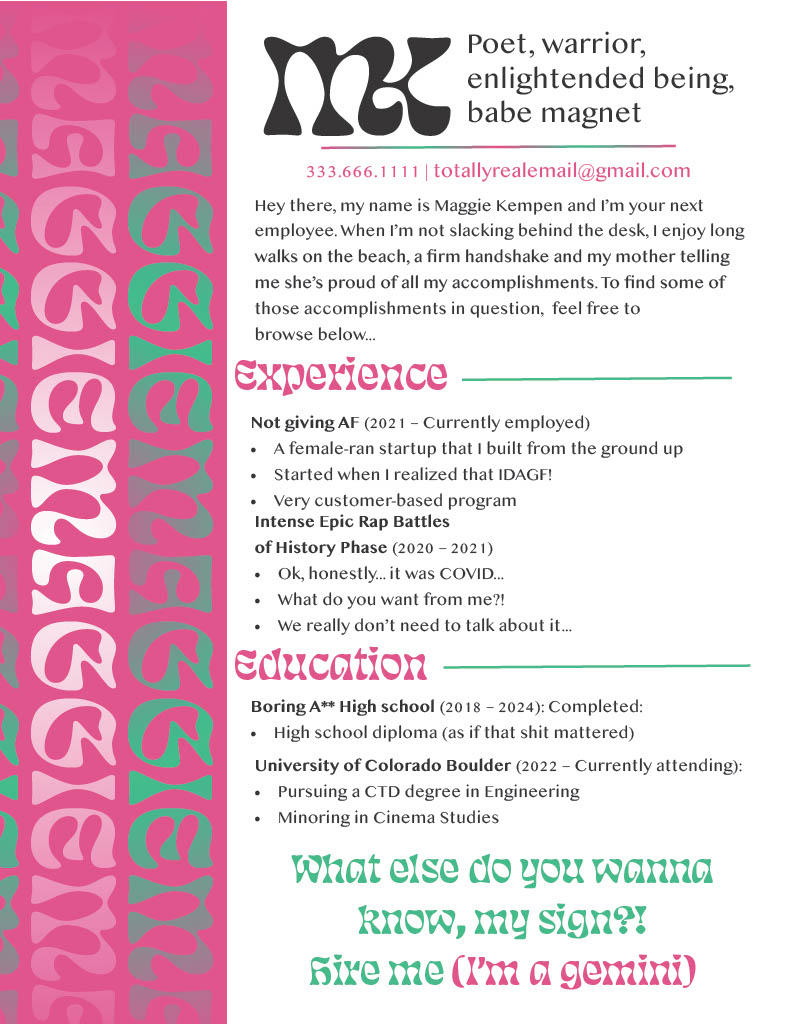 MAGGIE
MAGGIE
MAGGIE
MK
Poet, warrior,
enlightended being,
babe magnet
333.666.1111 | totallyrealemail@gmail.com
Hey there, my name is Maggie Kempen and I'm your next
employee. When I'm not slacking behind the desk, I enjoy long
walks on the beach, a firm handshake and my mother telling
me she's proud of all my accomplishments. To find some of
those accomplishments in question, feel free to
browse below...
Experience
Not giving AF (2021 – Currently employed)
• A female-ran startup that I built from the ground up
• Started when I realized that IDAGF!
• Very customer-based program
Intense Epic Rap Battles
of History Phase (2020 – 2021)
• Ok, honestly... it was COVID...
• What do you want from me?!
• We really don't need to talk about it...
Education
Boring A** High school (2018 – 2024): Completed:
• High school diploma (as if that shit mattered)
University of Colorado Boulder (2022 – Currently attending):
• Pursuing a CTD degree in Engineering
• Minoring in Cinema Studies
What else do you wanna
know, my sign?!
Hire me (I'm a gemini)